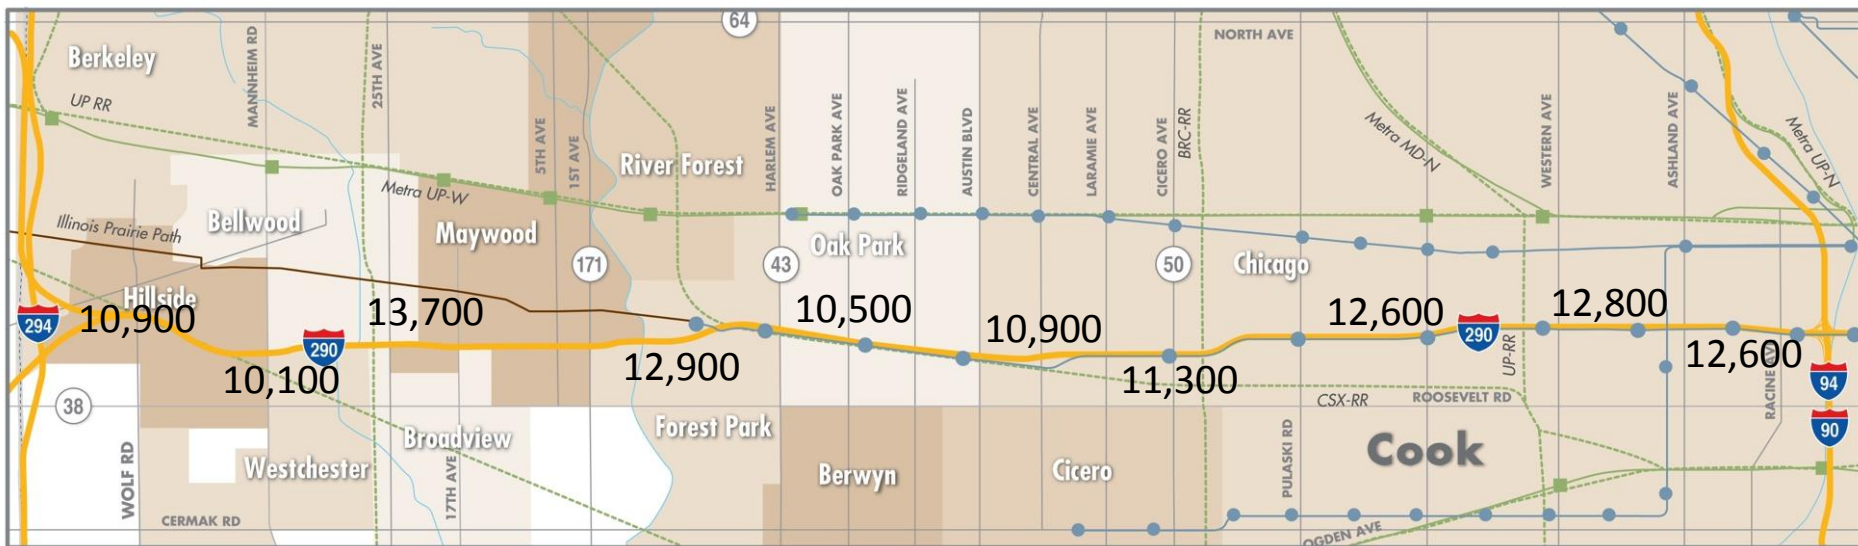 64
Berkeley
MANNHEIM RD
25TH AVE
NORTH AVE
UP RR
5TH AVE
1ST AVE
HARLEM AVE
OAK PARK AVE
RIDGELAND AVE
AUSTIN BLVD
CENTRAL AVE
LARAMIE AVE
CICERO AVE
BRC-RR
Metra MD-N
WESTERN AVE
ASHLAND AVE
Metra UP-N
River Forest
Metra UP-W
Illinois Prairie Path
Bellwood
Maywood
Oak Park
171
43
50
Chicago
Hillside
294
10,900
290
13,700
10,500
10,900
12,600
290
12,800
10,100
12,900
11,300
UP-RR
12,600
RACINE AVE
94
38
CSX-RR
ROOSEVELT RD
90
WOLF RD
Westchester
Broadview
17TH AVE
Forest Park
Berwyn
Cicero
PULASKI RD
Cook
CERMAK RD
OGDEN AVE